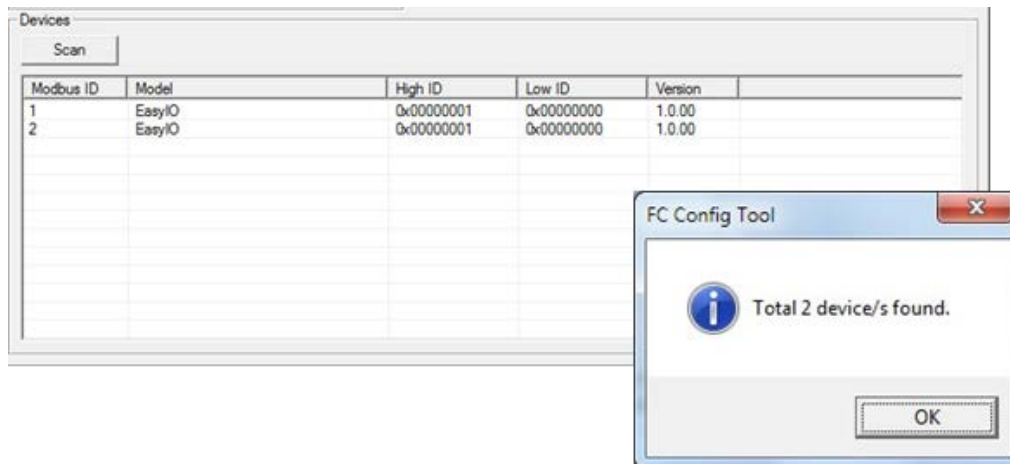 Devices
Scan
Modbus ID Model High ID Low ID Version
1 EasyIO 0x00000001 0x00000000 1.0.00
2 EasyIO 0x00000001 0x00000000 1.0.00
FC Config Tool
Total 2 device/s found.
OK